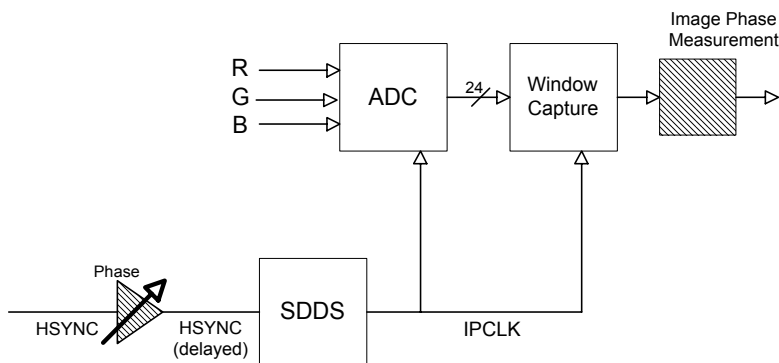 Image Phase
Measurement
R
G
B
ADC
24
Window
Capture
Phase
HSYNC
HSYNC
(delayed)
SDDS
IPCLK